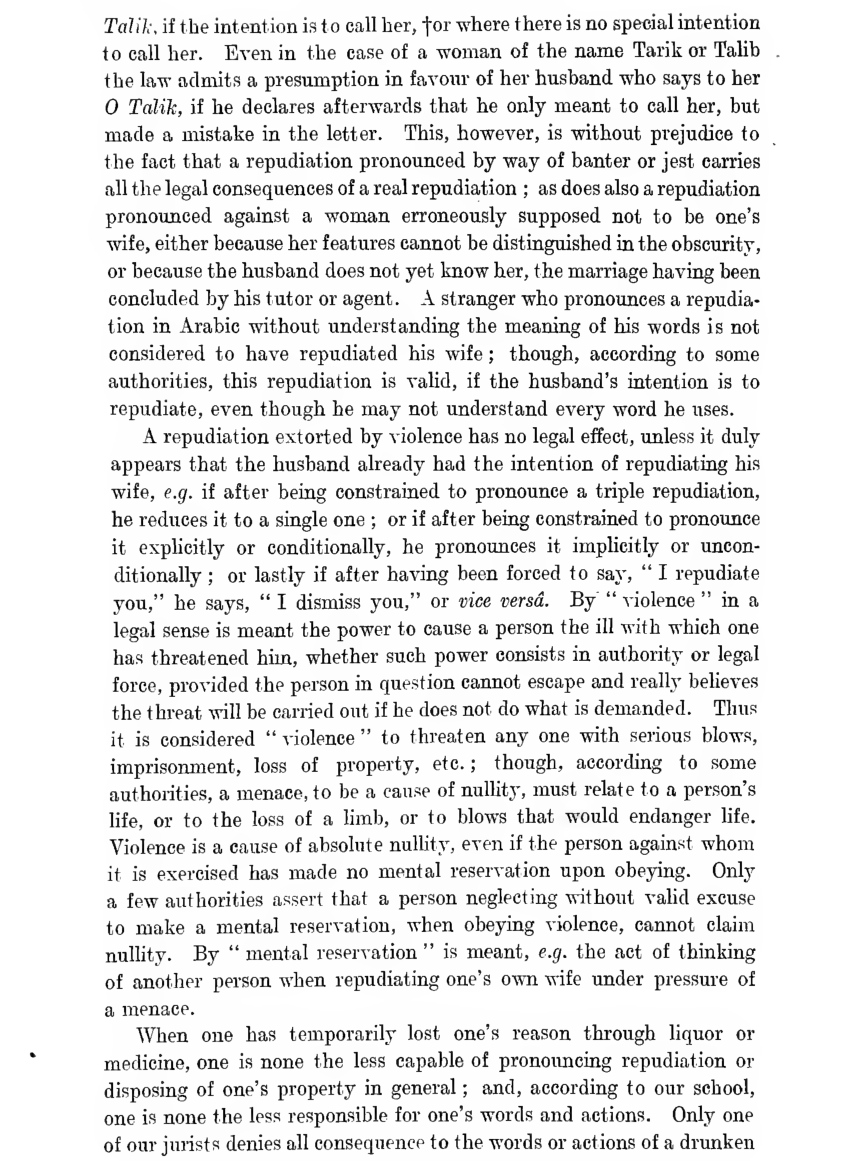 Talik, if the intention is to call her, †or where there is no special intention
to call her. Even in the case of a woman of the name Tarik or Talib
the law admits a presumption in favour of her husband who says to her
O Talik, if he declares afterwards that he only meant to call her, but
made a mistake in the letter. This, however, is without prejudice to
the fact that a repudiation pronounced by way of banter or jest carries
all the legal consequences of a real repudiation ; as does also a repudiation
pronounced against a woman erroneously supposed not to be one's
wife, either because her features cannot be distinguished in the obscurity,
or because the husband does not yet know her, the marriage having been
concluded by his tutor or agent. A stranger who pronounces a repudia-
tion in Arabic without understanding the meaning of his words is not
considered to have repudiated his wife ; though, according to some
authorities, this repudiation is valid, if the husband's intention is to
repudiate, even though he may not understand every word he uses.
A repudiation extorted by violence has no legal effect, unless it duly
appears that the husband already had the intention of repudiating his
wife, e.g. if after being constrained to pronounce a triple repudiation,
he reduces it to a single one ; or if after being constrained to pronounce
it explicitly or conditionally, he pronounces it implicitly or uncon-
ditionally ; or lastly if after having been forced to say, " I repudiate
you," he says, " I dismiss you," or vice versâ. By " violence " in a
legal sense is meant the power to cause a person the ill with which one
has threatened him, whether such power consists in authority or legal
force, provided the person in question cannot escape and really believes
the threat will be carried out if he does not do what is demanded. Thus
it is considered " violence " to threaten any one with serious blows,
imprisonment, loss of property, etc. ; though, according to some
authorities, a menace, to be a cause of nullity, must relate to a person's
life, or to the loss of a limb, or to blows that would endanger life.
Violence is a cause of absolute nullity, even if the person against whom
it is exercised has made no mental reservation upon obeying. Only
a few authorities assert that a person neglecting without valid excuse
to make a mental reservation, when obeying violence, cannot claim
nullity. By " mental reservation " is meant, e.g. the act of thinking
of another person when repudiating one's own wife under pressure of
a menace.
When one has temporarily lost one's reason through liquor or
medicine, one is none the less capable of pronouncing repudiation or
disposing of one's property in general ; and, according to our school,
one is none the less responsible for one's words and actions. Only one
of our jurists denies all consequence to the words or actions of a drunken